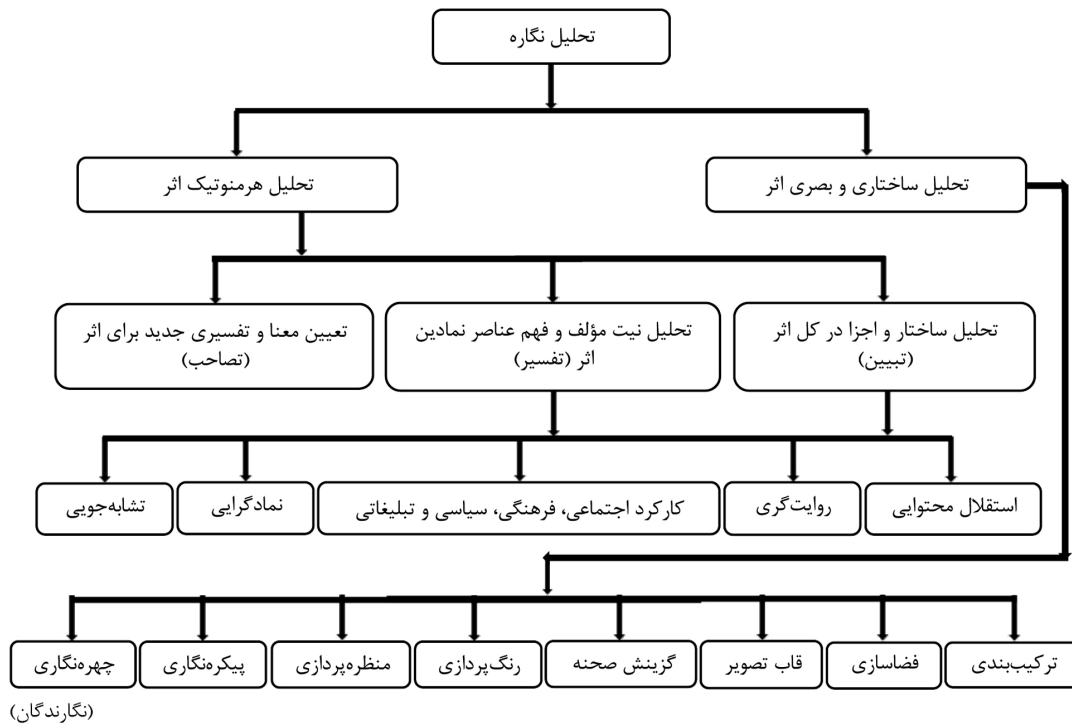 تحلیل نگاره
تحلیل ساختاری و بصری اثر
تحلیل هرمنوتیک اثر
تحلیل ساختار و اجزا در کل اثر
(تبیین)
تحلیل نیت مؤلف و فهم عناصر نمادین
اثر (تفسیر)
تعیین معنا و تفسیری جدید برای اثر
(تصاحب)
استقلال محتوایی
روایت‌گری
کارکرد اجتماعی، فرهنگی، سیاسی و تبلیغاتی
نمادگرایی
تشابه‌جویی
ترکیب‌بندی
فضاسازی
قاب تصویر
گزینش صحنه
رنگ‌پردازی
منظره‌پردازی
پیکره‌نگاری
چهره‌نگاری
(نگارندگان)